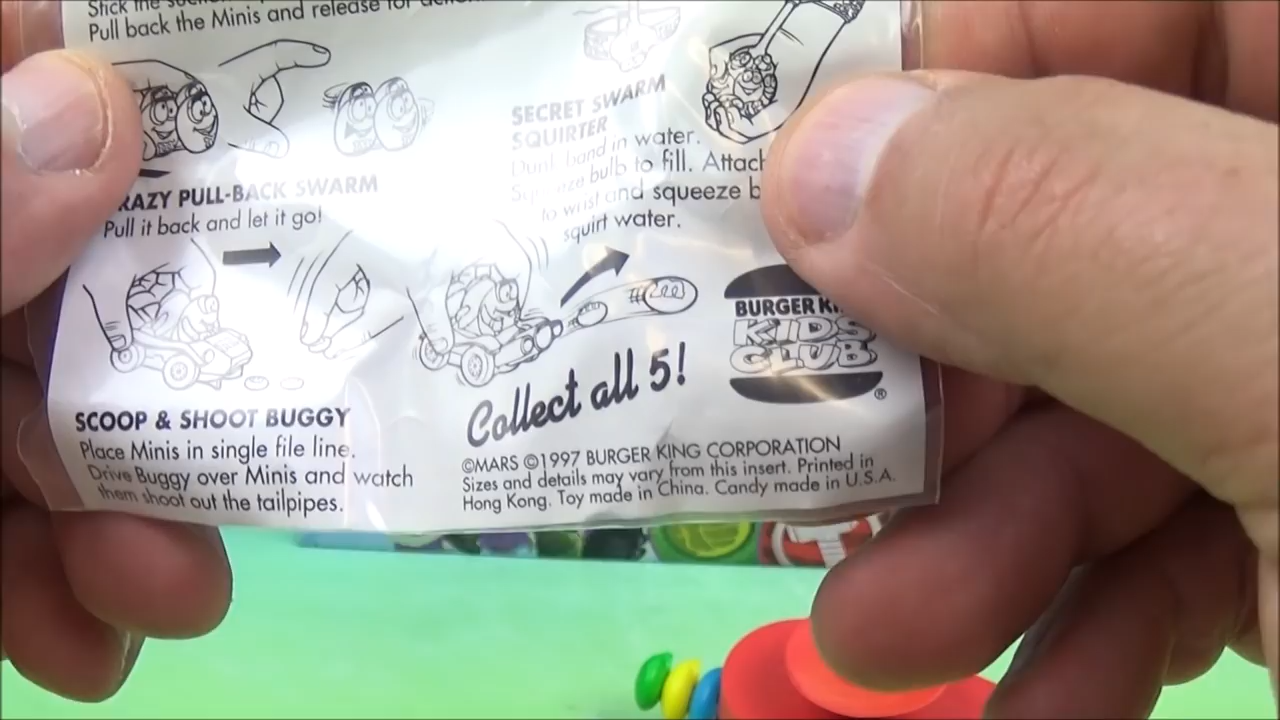 Stick the
Pull back the Minis and release for
SECRET SWARM
SQUIRTER
Dunk band in water.
Squeeze bulb to fill. Attach
to wrist and squeeze b
squirt water.
RAZY PULL-BACK SWARM
Pull it back and let it go!
BURGER KI
KIDS
CLUB
®
Collect all 5!
SCOOP & SHOOT BUGGY
Place Minis in single file line.
Drive Buggy over Minis and watch
them shoot out the tailpipes.
©MARS ©1997 BURGER KING CORPORATION
Sizes and details may vary from this insert. Printed in
Hong Kong. Toy made in China. Candy made in U.S.A.